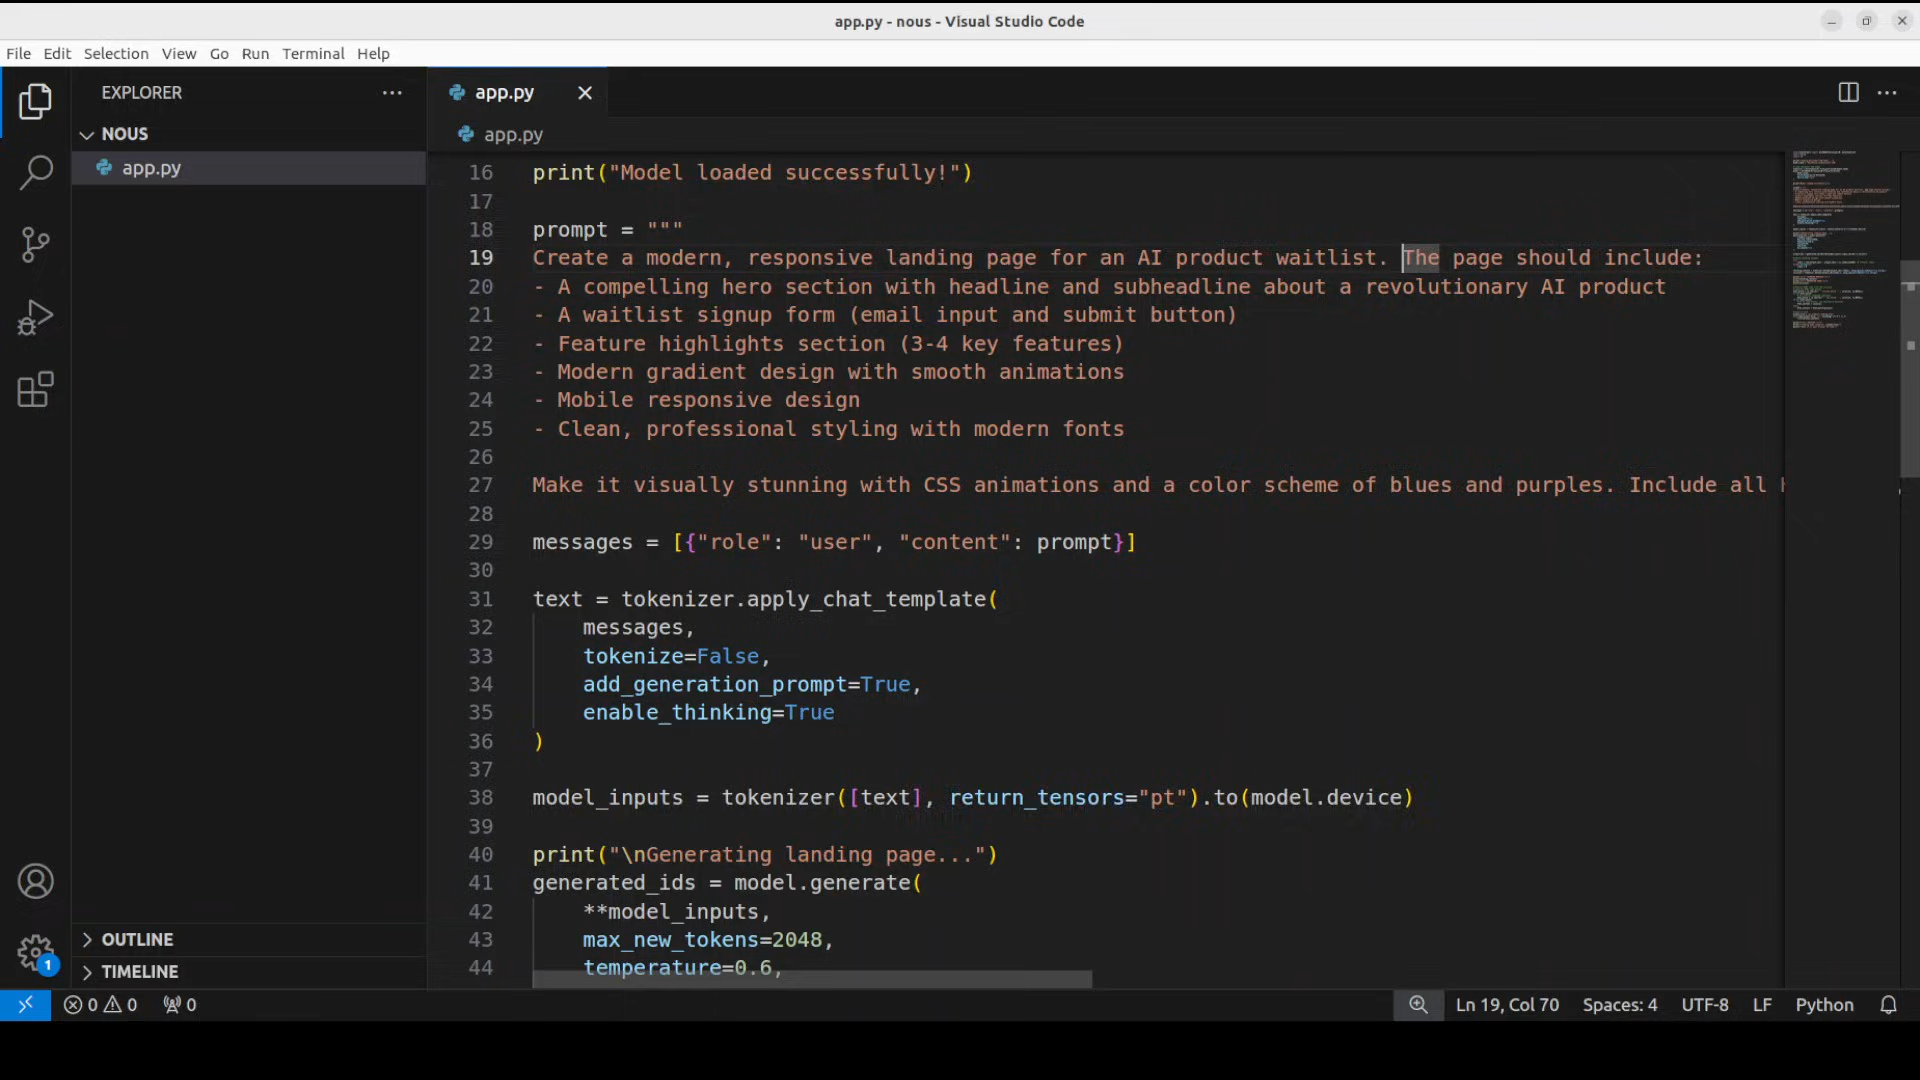 app.py - nous - Visual Studio Code
File Edit Selection View Go Run Terminal Help
EXPLORER
NOUS
app.py
OUTLINE
TIMELINE
app.py
app.py
16 print("Model loaded successfully!")
17
18 prompt = """
19 Create a modern, responsive landing page for an AI product waitlist. The page should include:
20 - A compelling hero section with headline and subheadline about a revolutionary AI product
21 - A waitlist signup form (email input and submit button)
22 - Feature highlights section (3-4 key features)
23 - Modern gradient design with smooth animations
24 - Mobile responsive design
25 - Clean, professional styling with modern fonts
26
27 Make it visually stunning with CSS animations and a color scheme of blues and purples. Include all
28
29 messages = [{"role": "user", "content": prompt}]
30
31 text = tokenizer.apply_chat_template(
32     messages,
33     tokenize=False,
34     add_generation_prompt=True,
35     enable_thinking=True
36 )
37
38 model_inputs = tokenizer([text], return_tensors="pt").to(model.device)
39
40 print("\nGenerating landing page...")
41 generated_ids = model.generate(
42     **model_inputs,
43     max_new_tokens=2048,
44     temperature=0.6,
1
0 0 0 Ln 19, Col 70 Spaces: 4 UTF-8 LF Python